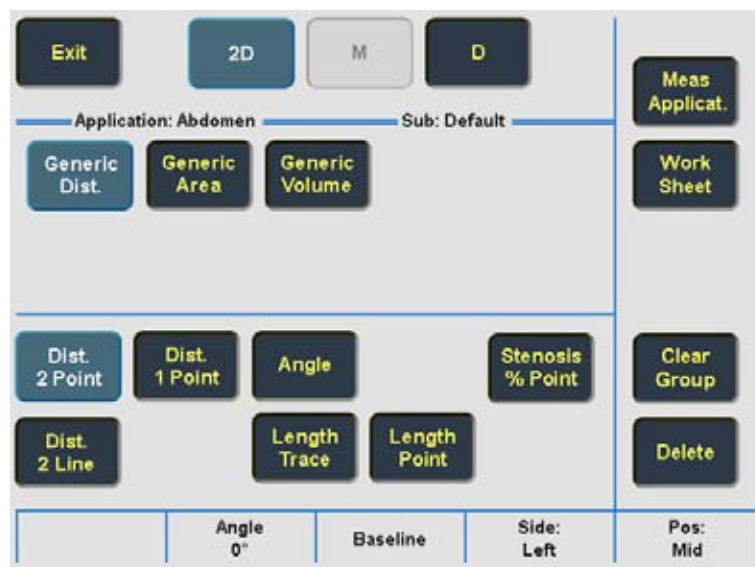 Exit
2D
M
D
Meas
Applicat.
Application: Abdomen
Sub: Default
Generic
Dist.
Generic
Area
Generic
Volume
Work
Sheet
Dist.
2 Point
Dist.
1 Point
Angle
Stenosis
% Point
Clear
Group
Dist.
2 Line
Length
Trace
Length
Point
Delete
Angle
0°
Baseline
Side:
Left
Pos:
Mid